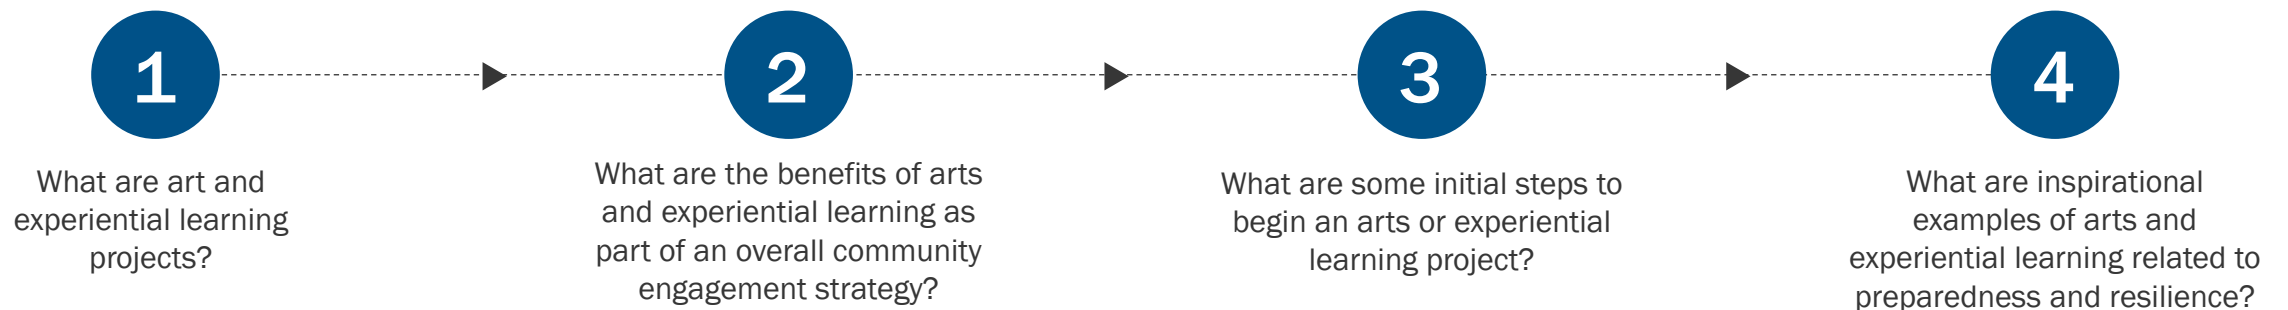 1
What are art and
experiential learning
projects?
2
What are the benefits of arts
and experiential learning as
part of an overall community
engagement strategy?
3
What are some initial steps to
begin an arts or experiential
learning project?
4
What are inspirational
examples of arts and
experiential learning related to
preparedness and resilience?